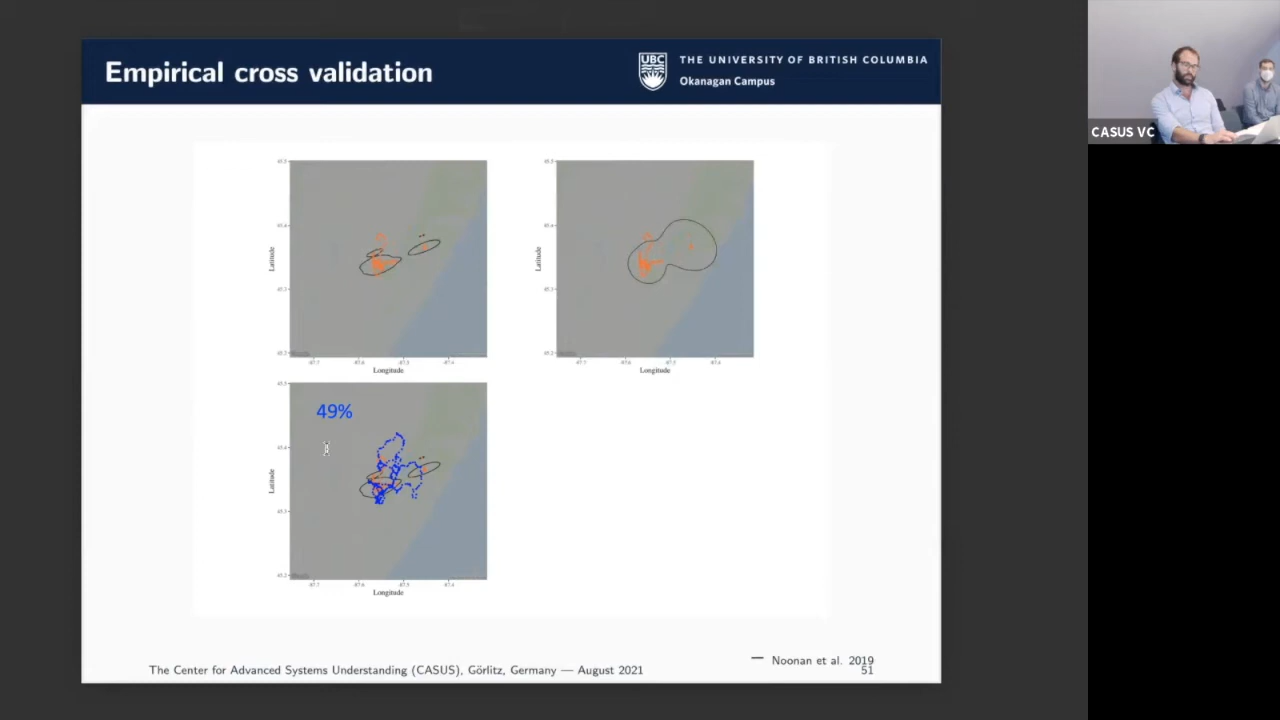 Empirical cross validation
UBC
THE UNIVERSITY OF BRITISH COLUMBIA
Okanagan Campus
CASUS VC
Latitude
Longitude
Latitude
Longitude
49%
Latitude
Longitude
— Noonan et al. 2019
The Center for Advanced Systems Understanding (CASUS), Görlitz, Germany — August 2021
51